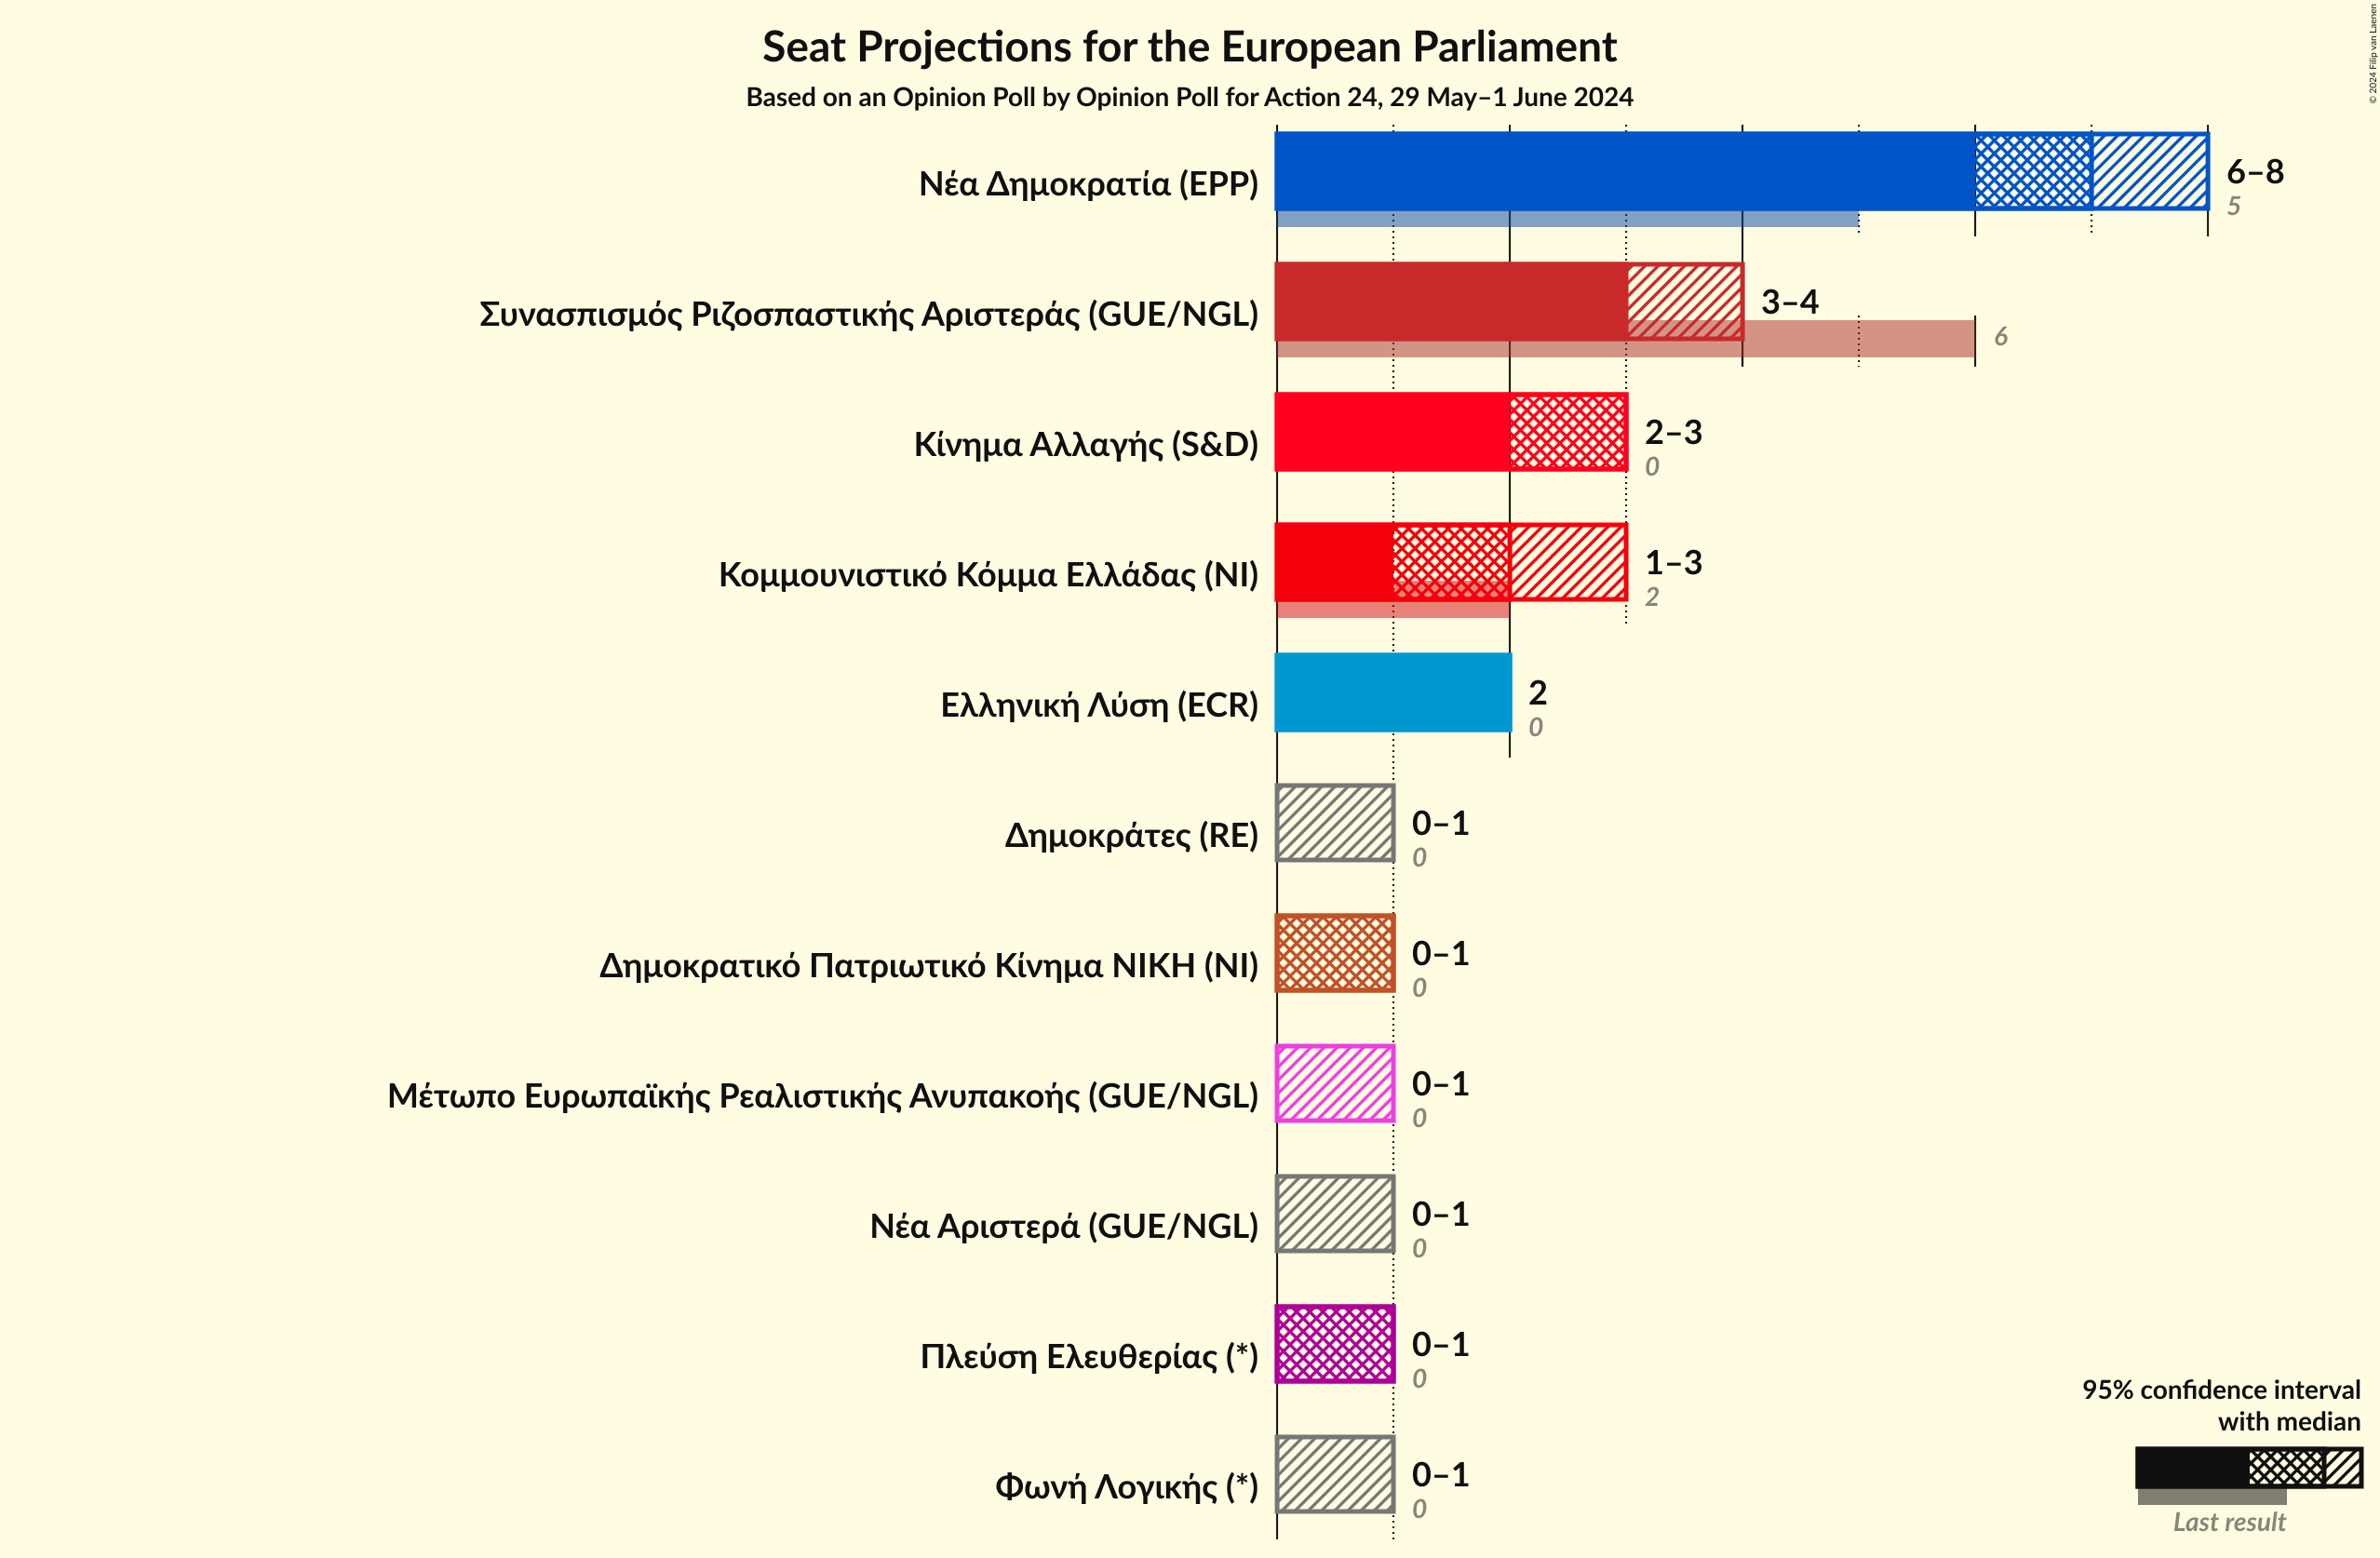 Seat Projections for the European Parliament
Based on an Opinion Poll by Opinion Poll for Action 24, 29 May–1 June 2024
© 2024 Filip van Laenen
Νέα Δημοκρατία (EPP)
6–8
5
Συνασπισμός Ριζοσπαστικής Αριστεράς (GUE/NGL)
3–4
6
Κίνημα Αλλαγής (S&D)
2–3
0
Κομμουνιστικό Κόμμα Ελλάδας (NI)
1–3
2
Ελληνική Λύση (ECR)
2
0
Δημοκράτες (RE)
0–1
0
Δημοκρατικό Πατριωτικό Κίνημα ΝΙΚΗ (NI)
0–1
0
Μέτωπο Ευρωπαϊκής Ρεαλιστικής Ανυπακοής (GUE/NGL)
0–1
0
Νέα Αριστερά (GUE/NGL)
0–1
0
Πλεύση Ελευθερίας (*)
0–1
0
Φωνή Λογικής (*)
0–1
0
95% confidence interval
with median
Last result